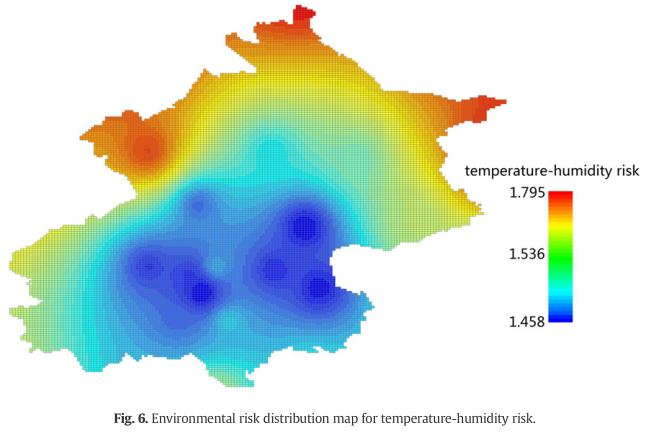 temperature-humidity risk
1.795
1.536
1.458
Fig. 6. Environmental risk distribution map for temperature-humidity risk.